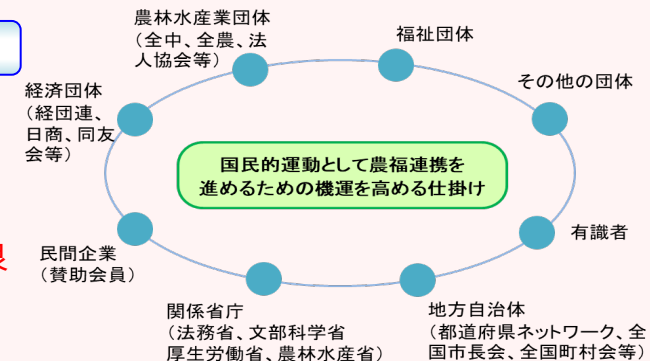 農林水産業団体
（全中、全農、法
人協会等）
福祉団体
その他の団体
経済団体
（経団連、
日商、同友
会等）
国民的運動として農福連携を
進めるための機運を高める仕掛け
有識者
民間企業
（賛助会員）
関係省庁
（法務省、文部科学省
厚生労働省、農林水産省）
地方自治体
（都道府県ネットワーク、全
国市長会、全国町村会等）